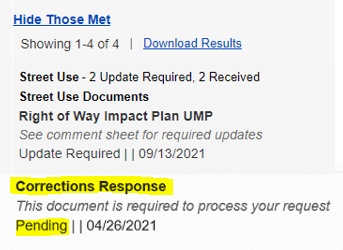 Hide Those Met
Showing 1-4 of 4 | Download Results
Street Use - 2 Update Required, 2 Received
Street Use Documents
Right of Way Impact Plan UMP
See comment sheet for required updates
Update Required | | 09/13/2021
Corrections Response
This document is required to process your request
Pending | | 04/26/2021